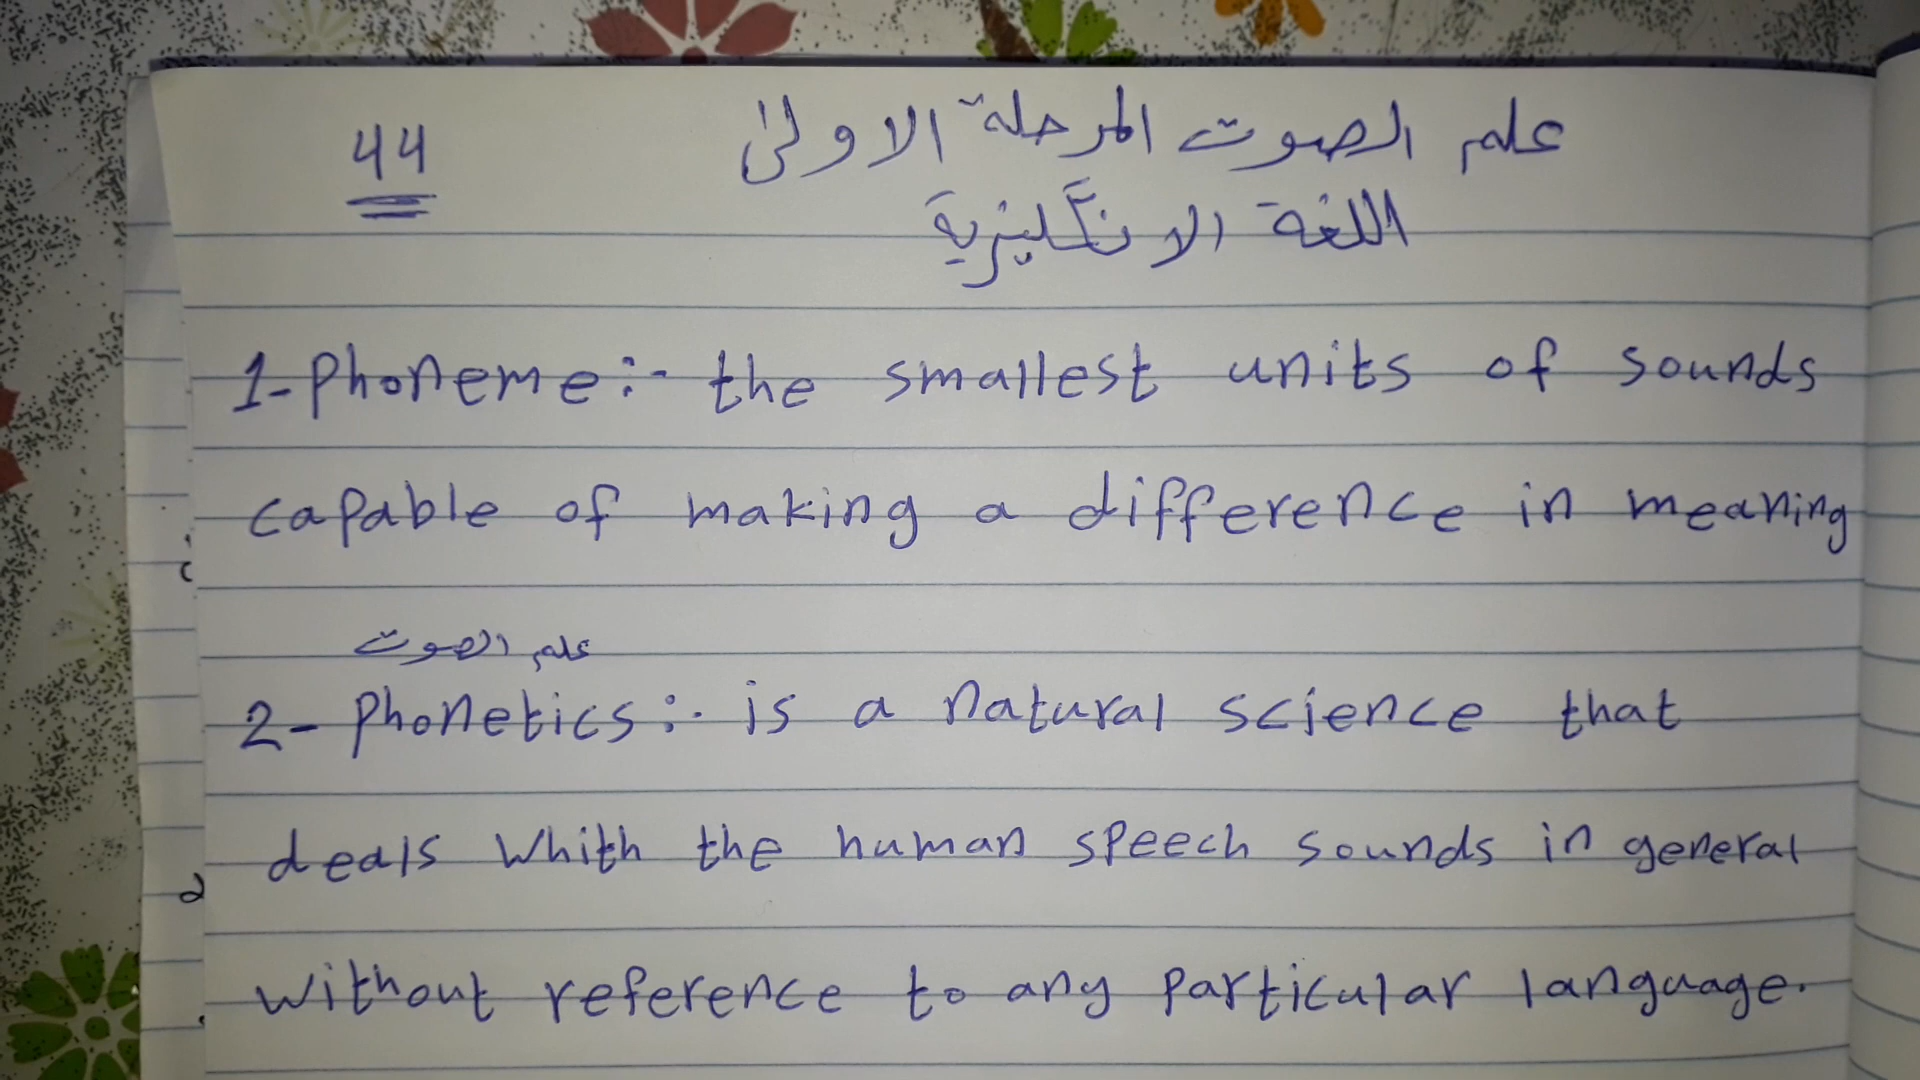 علم الصوت المرحلة الاولى
44
اللغة الانكليزية
1- Phoneme:- the smallest units of sounds
capable of making a difference in meaning
علم الصوت
2- Phonetics:- is a natural science that
deals Whith the human speech sounds in general
without reference to any particular language.